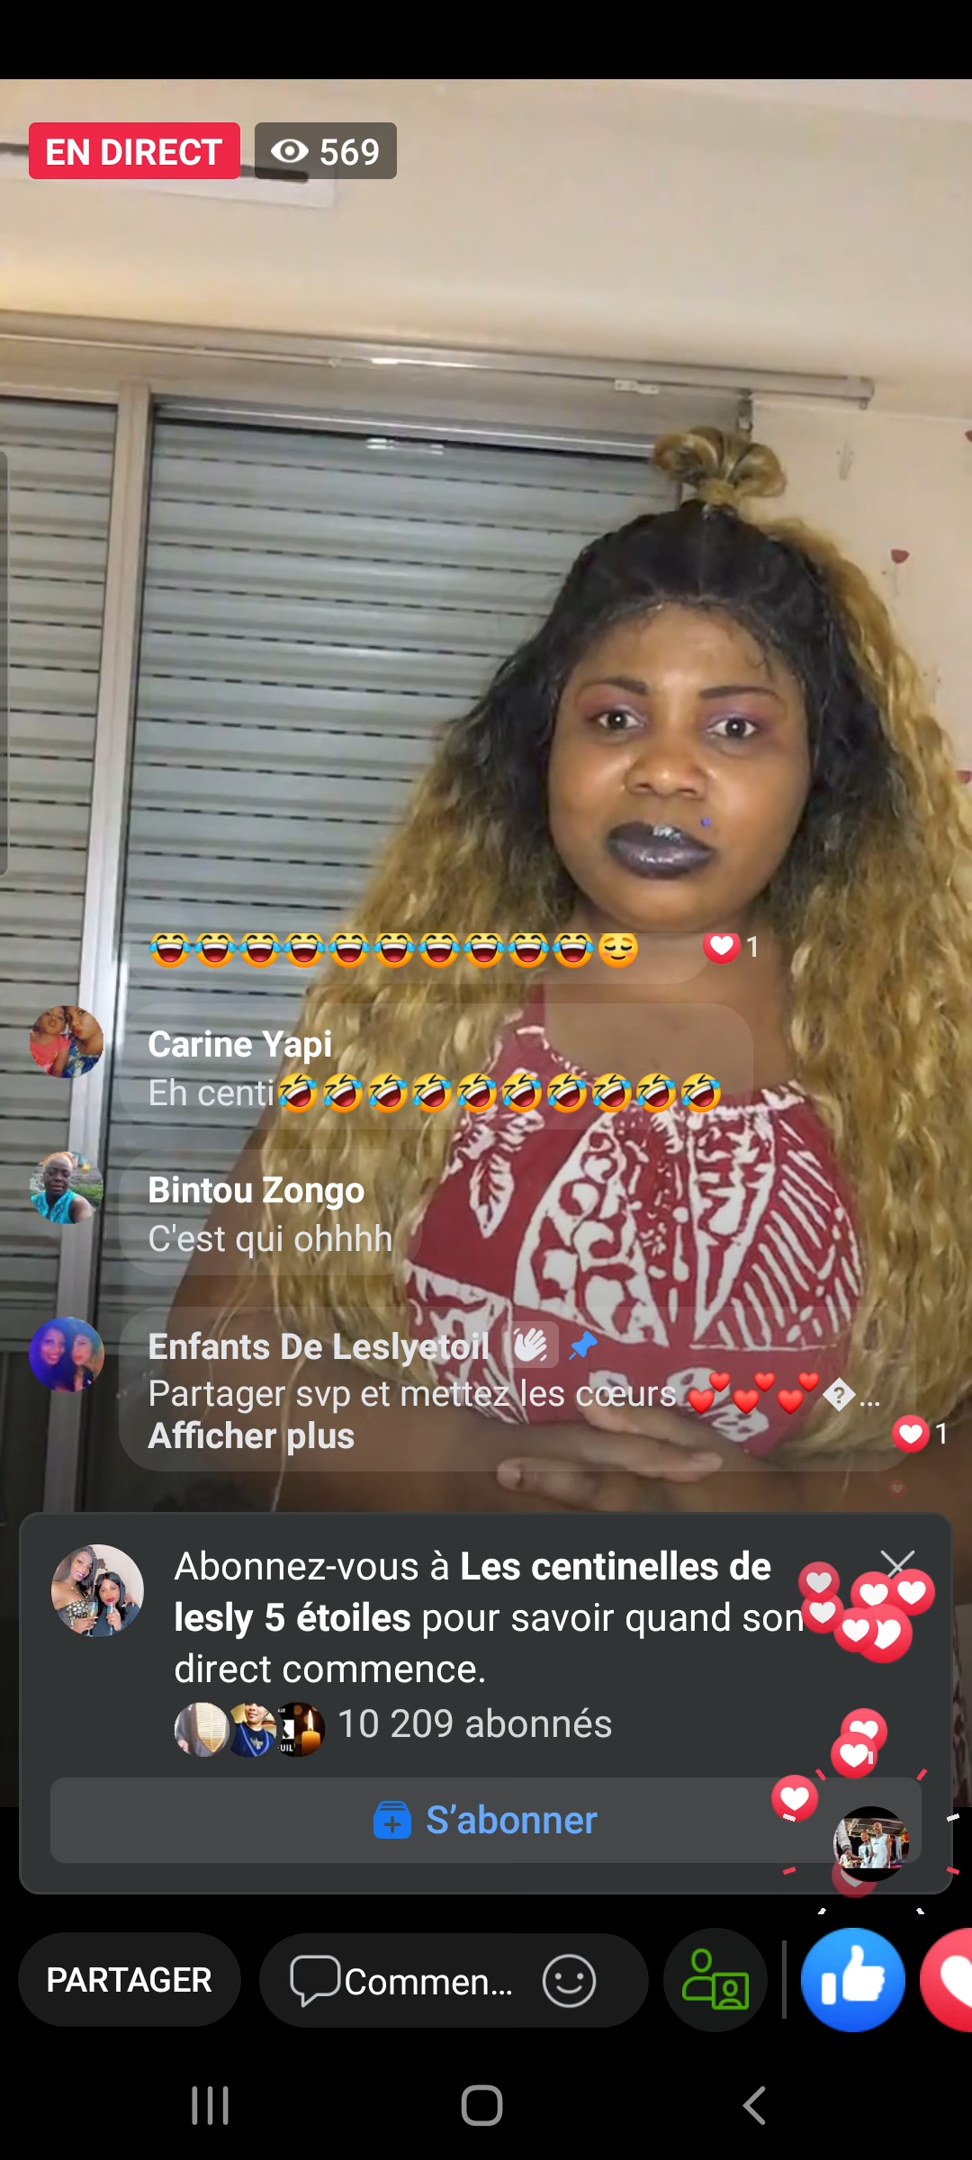 EN DIRECT 569
😂😂😂😂😂😂😂😂😂😂😌 1
Carine Yapi
Eh centi🤣🤣🤣🤣🤣🤣🤣🤣🤣🤣
Bintou Zongo
C'est qui ohhhh
Enfants De Leslyetoil 👋 📌
Partager svp et mettez les cœurs 💕💕💕�...
Afficher plus
1
Abonnez-vous à Les centinelles de
lesly 5 étoiles pour savoir quand son
direct commence.
10 209 abonnés
S’abonner
PARTAGER
Commen...